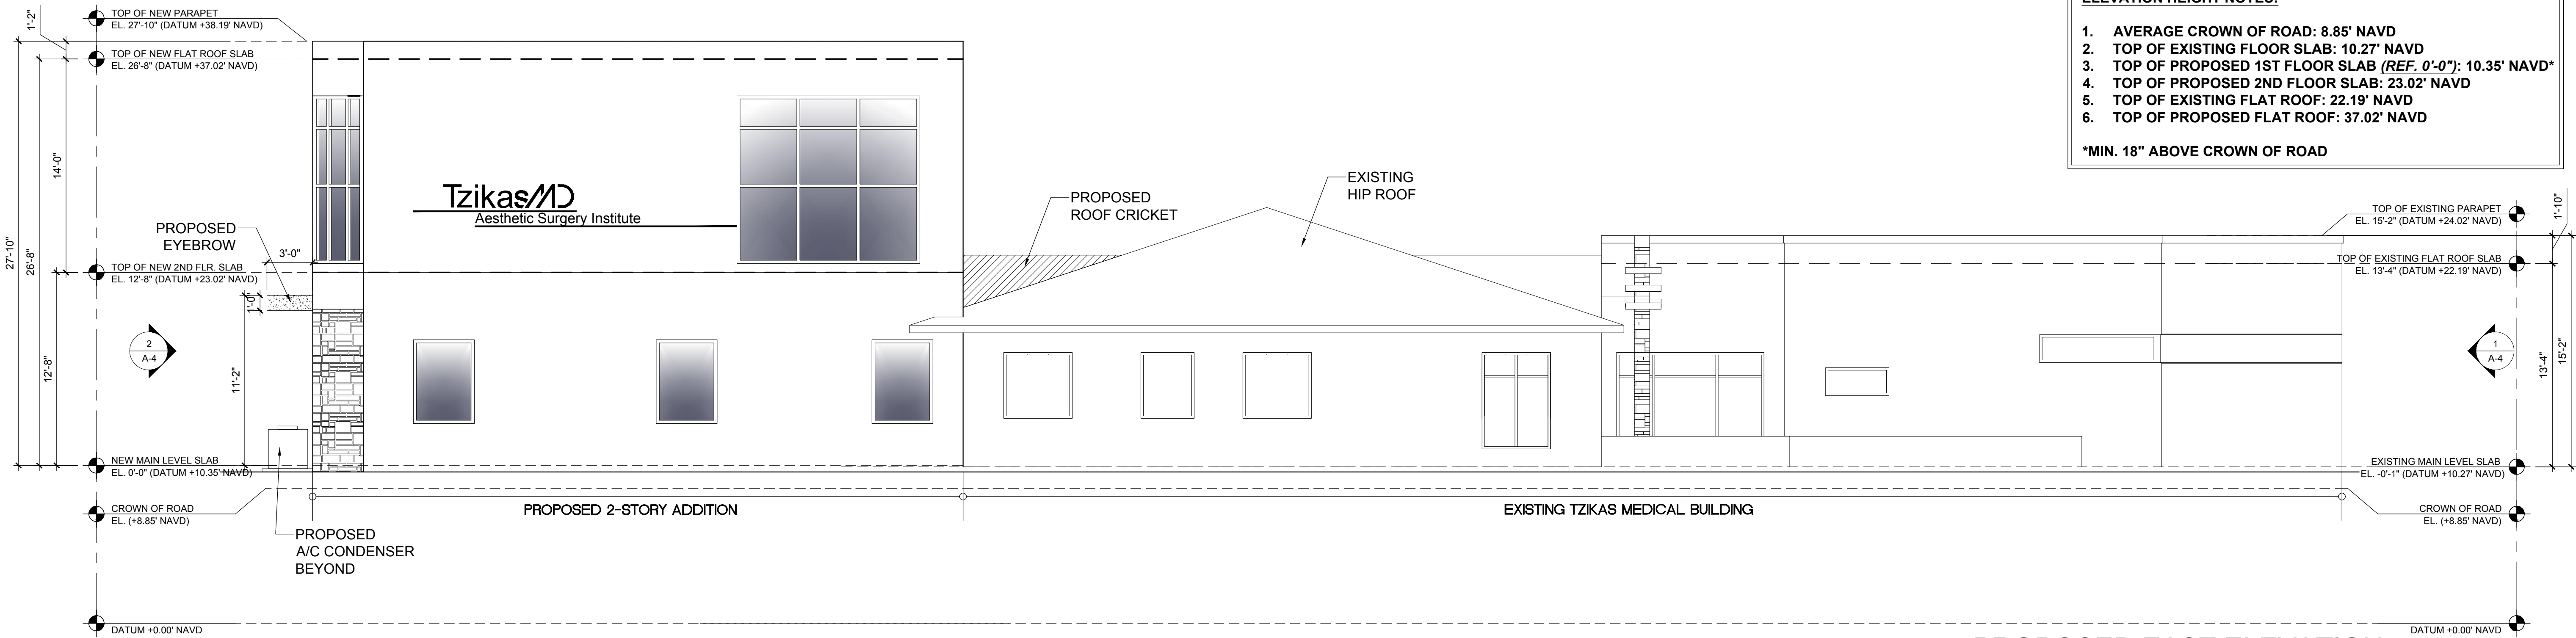 1'-2"
TOP OF NEW PARAPET
EL. 27'-10" (DATUM +38.19' NAVD)
TOP OF NEW FLAT ROOF SLAB
EL. 26'-8" (DATUM +37.02' NAVD)
27'-10"
26'-8"
14'-0"
12'-8"
TOP OF NEW 2ND FLR. SLAB
EL. 12'-8" (DATUM +23.02' NAVD)
PROPOSED
EYEBROW
3'-0"
1'-0"
11'-2"
2
A-4
NEW MAIN LEVEL SLAB
EL. 0'-0" (DATUM +10.35' NAVD)
CROWN OF ROAD
EL. (+8.85' NAVD)
PROPOSED
A/C CONDENSER
BEYOND
DATUM +0.00' NAVD
TzikasMD
Aesthetic Surgery Institute
PROPOSED
ROOF CRICKET
EXISTING
HIP ROOF
PROPOSED 2-STORY ADDITION
EXISTING TZIKAS MEDICAL BUILDING
ELEVATION HEIGHT NOTES:
1. AVERAGE CROWN OF ROAD: 8.85' NAVD
2. TOP OF EXISTING FLOOR SLAB: 10.27' NAVD
3. TOP OF PROPOSED 1ST FLOOR SLAB (REF. 0'-0"): 10.35' NAVD*
4. TOP OF PROPOSED 2ND FLOOR SLAB: 23.02' NAVD
5. TOP OF EXISTING FLAT ROOF: 22.19' NAVD
6. TOP OF PROPOSED FLAT ROOF: 37.02' NAVD
*MIN. 18" ABOVE CROWN OF ROAD
TOP OF EXISTING PARAPET
EL. 15'-2" (DATUM +24.02' NAVD)
1'-10"
TOP OF EXISTING FLAT ROOF SLAB
EL. 13'-4" (DATUM +22.19' NAVD)
1
A-4
13'-4"
15'-2"
EXISTING MAIN LEVEL SLAB
EL. -0'-1" (DATUM +10.27' NAVD)
CROWN OF ROAD
EL. (+8.85' NAVD)
DATUM +0.00' NAVD
PROPOSED EAST ELEVATION